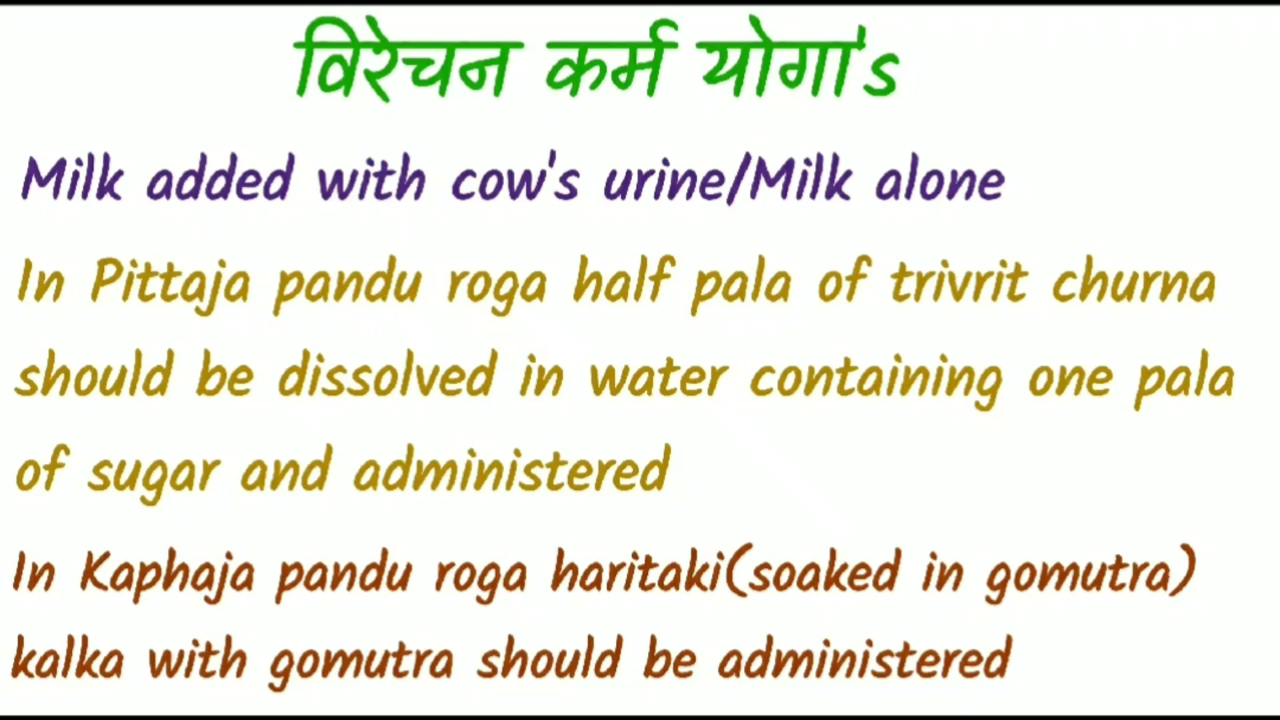 विरेचन कर्म योगा's
Milk added with cow's urine/Milk alone
In Pittaja pandu roga half pala of trivrit churna
should be dissolved in water containing one pala
of sugar and administered
In Kaphaja pandu roga haritaki(soaked in gomutra)
kalka with gomutra should be administered